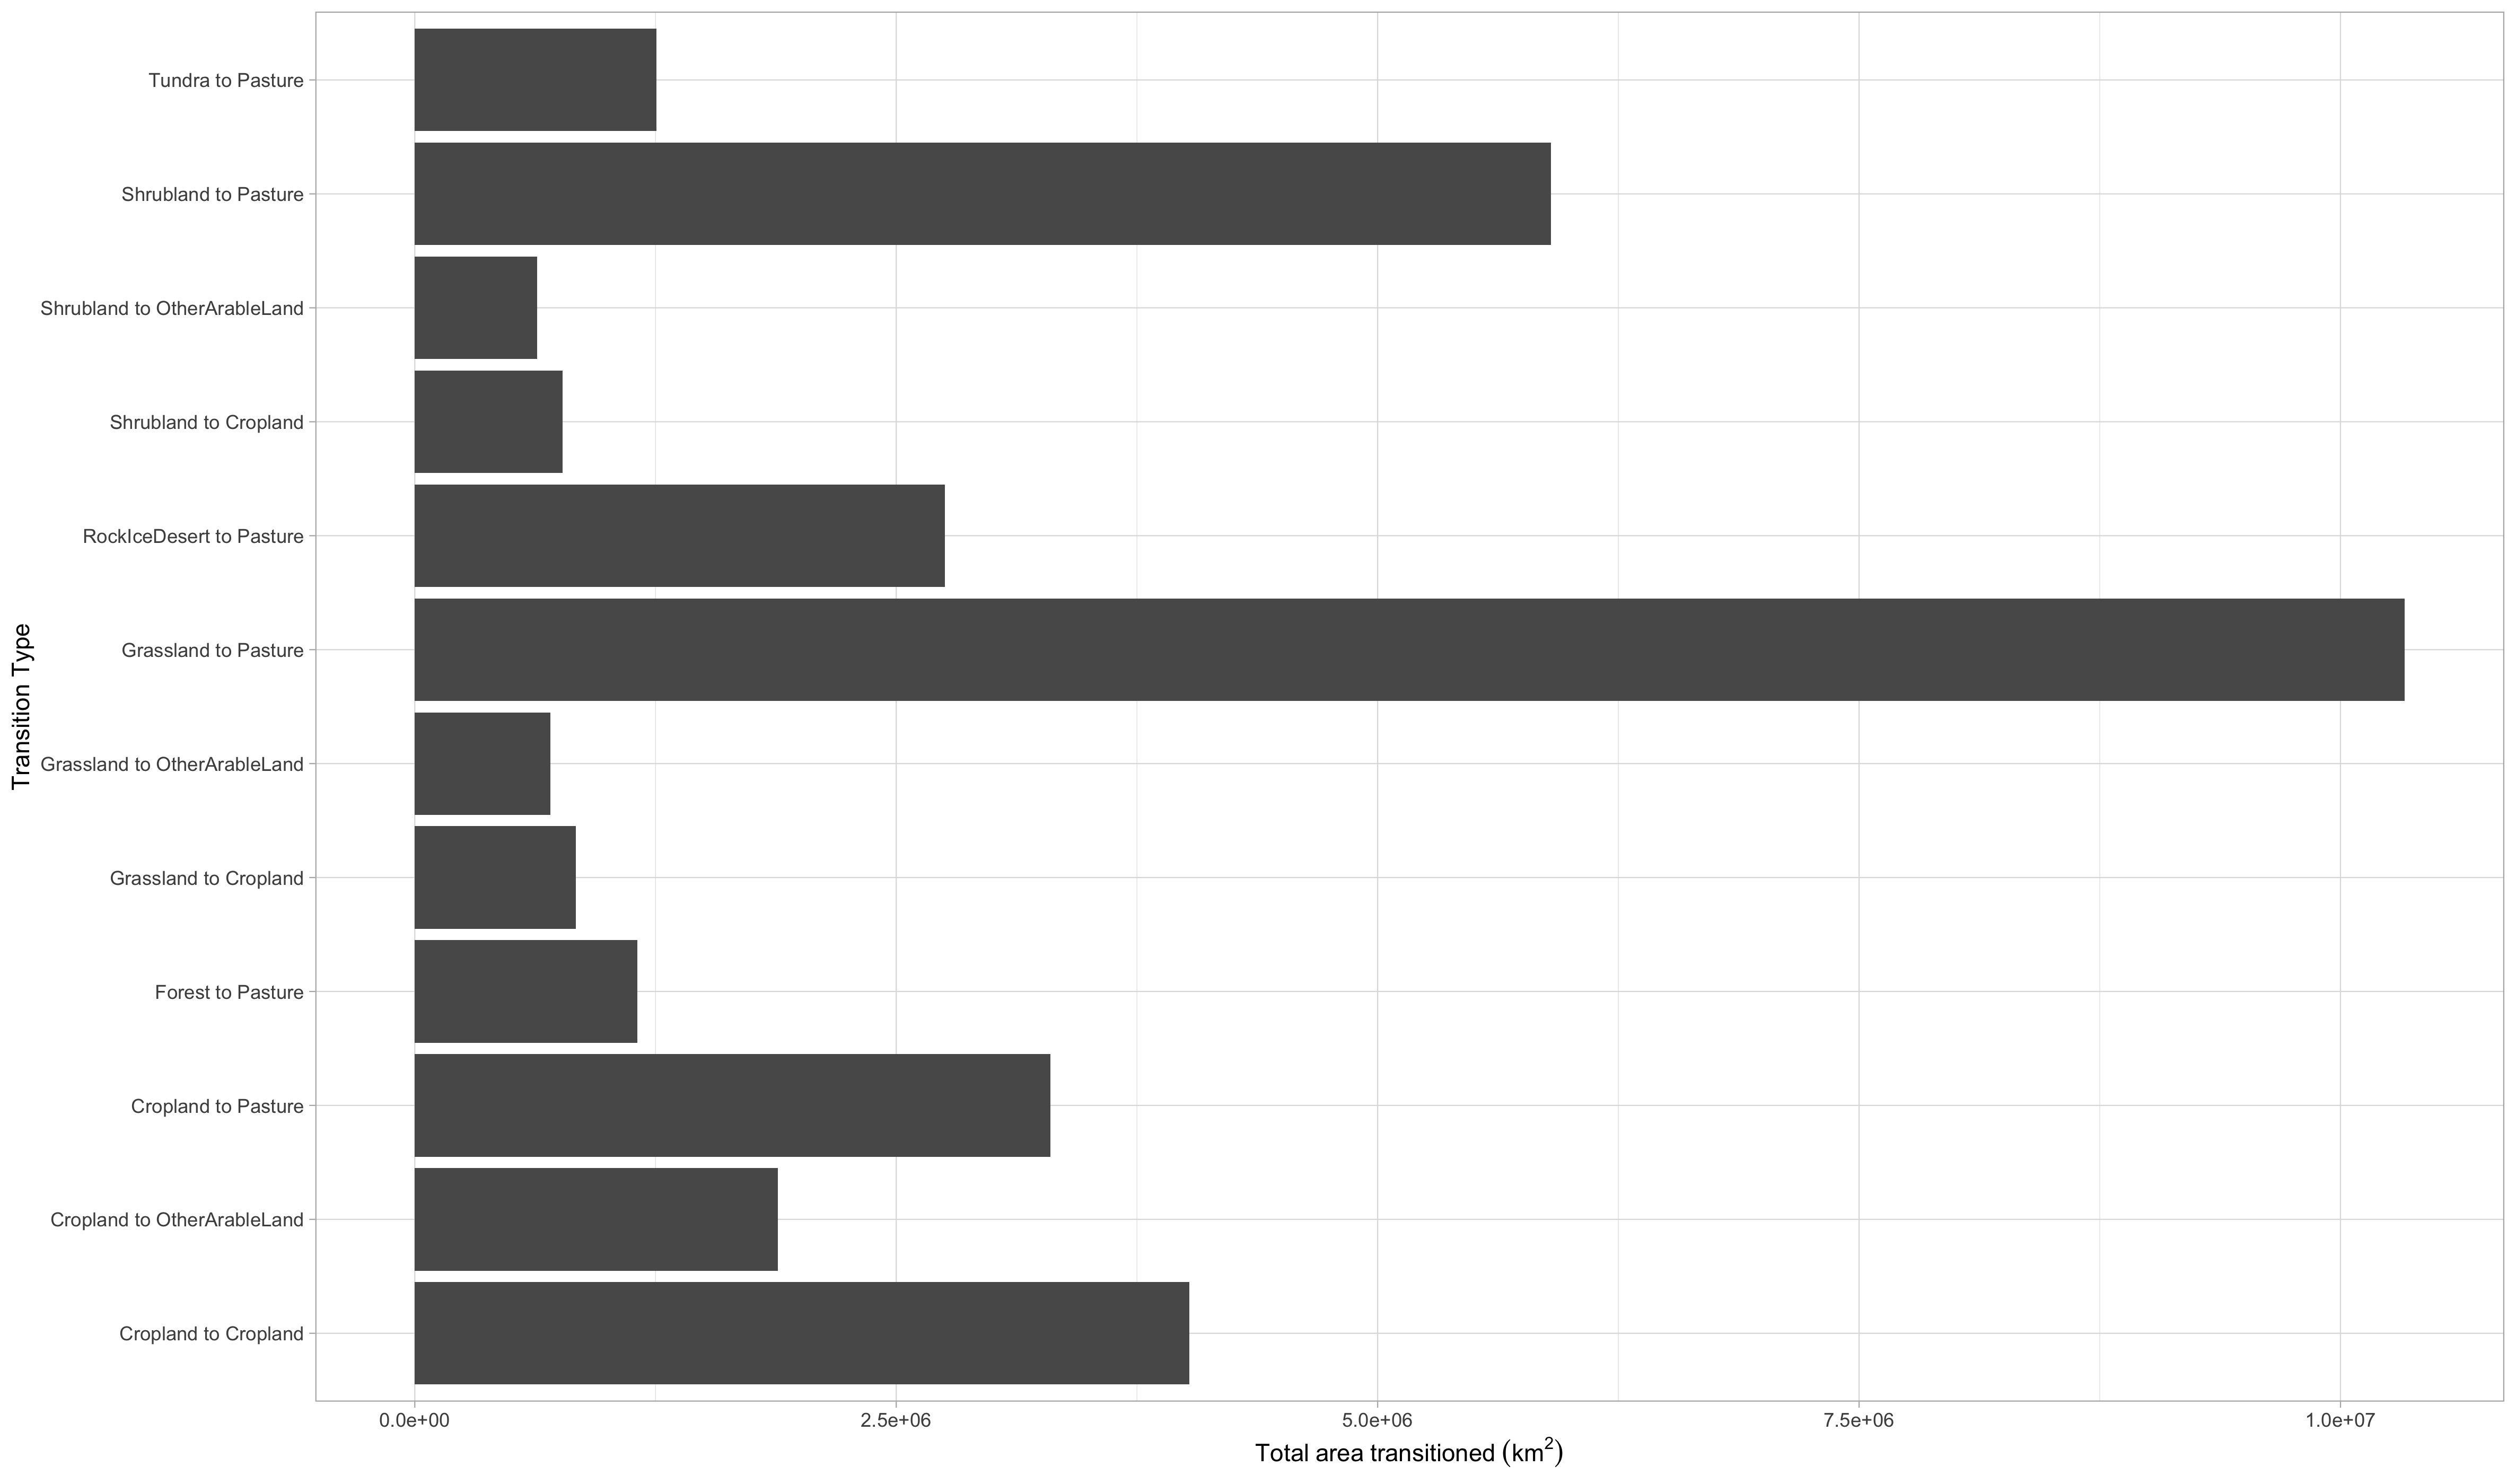 Transition Type
Tundra to Pasture
Shrubland to Pasture
Shrubland to OtherArableLand
Shrubland to Cropland
RockIceDesert to Pasture
Grassland to Pasture
Grassland to OtherArableLand
Grassland to Cropland
Forest to Pasture
Cropland to Pasture
Cropland to OtherArableLand
Cropland to Cropland
0.0e+00 2.5e+06 5.0e+06 7.5e+06 1.0e+07
Total area transitioned (km²)